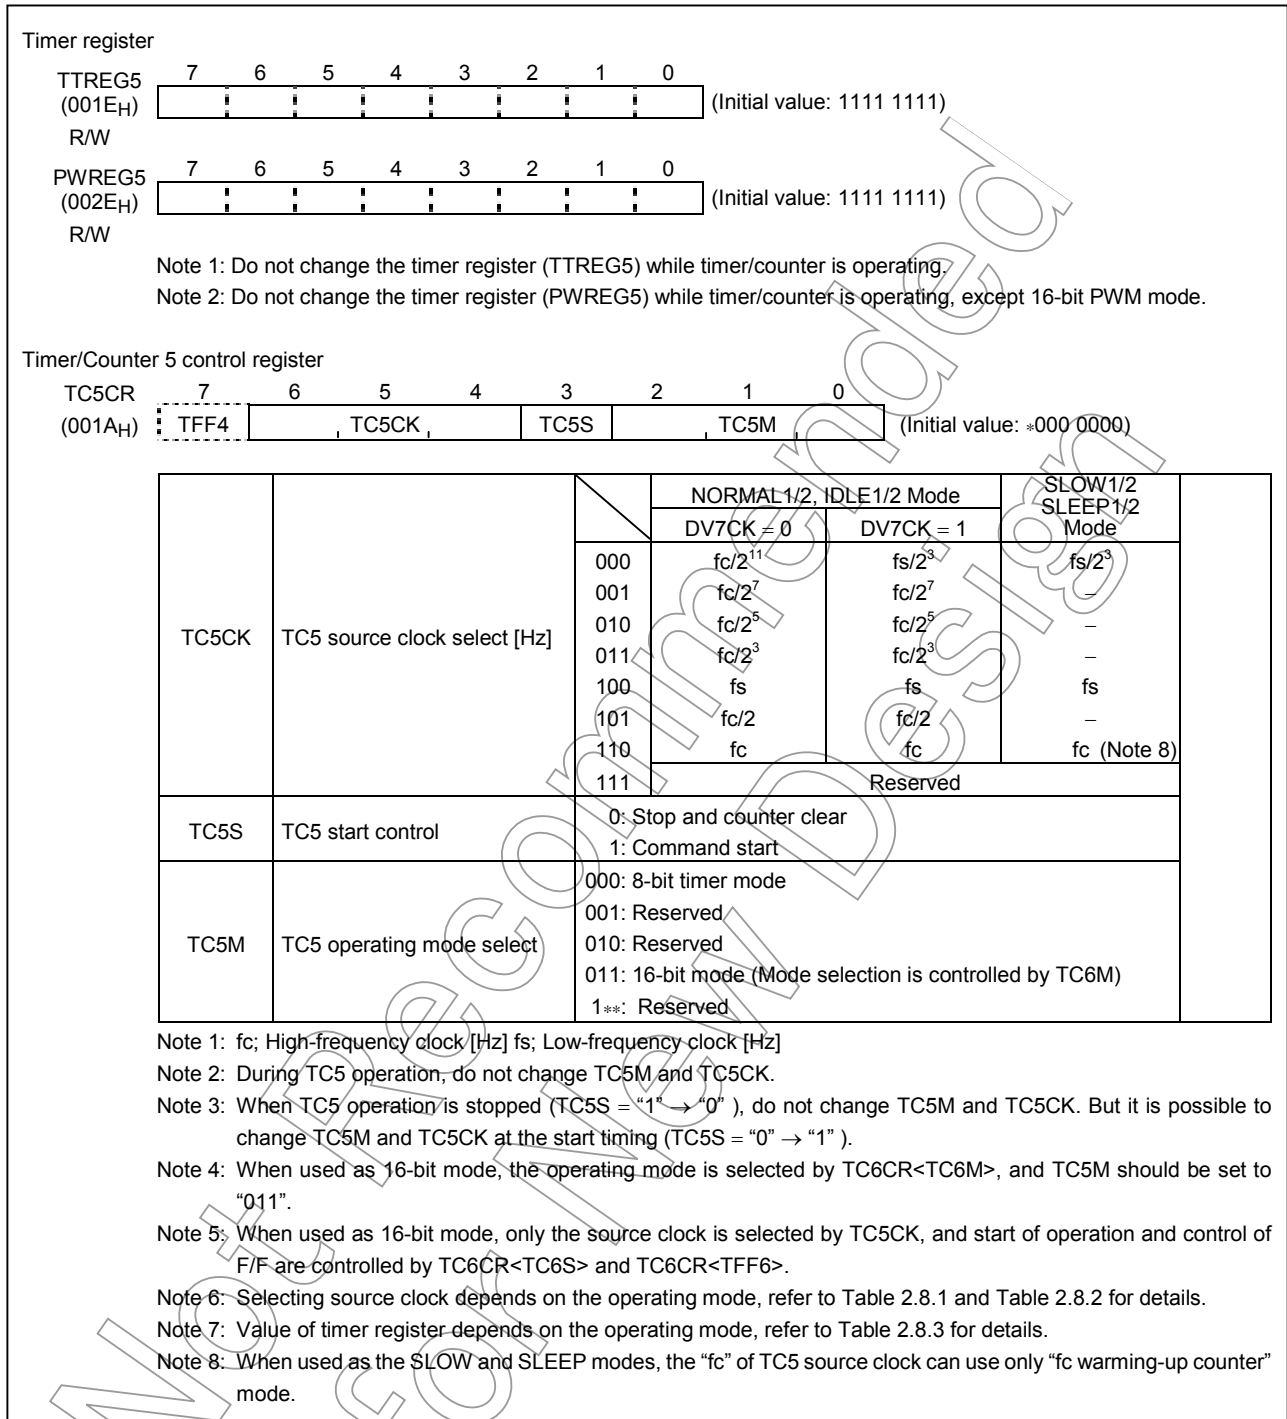 Timer register
TTREG5 7 6 5 4 3 2 1 0
(001EH) (Initial value: 1111 1111)
R/W
PWREG5 7 6 5 4 3 2 1 0
(002EH) (Initial value: 1111 1111)
R/W
Note 1: Do not change the timer register (TTREG5) while timer/counter is operating.
Note 2: Do not change the timer register (PWREG5) while timer/counter is operating, except 16-bit PWM mode.
Timer/Counter 5 control register
TC5CR 7 6 5 4 3 2 1 0
(001AH) TFF4 TC5CK TC5S TC5M (Initial value: *000 0000)
NORMAL1/2, IDLE1/2 Mode SLOW1/2 SLEEP1/2 Mode
DV7CK = 0 DV7CK = 1
TC5CK TC5 source clock select [Hz]
000 fc/2¹¹ fs/2³ fs/2³
001 fc/2⁷ fc/2⁷ –
010 fc/2⁵ fc/2⁵ –
011 fc/2³ fc/2³ –
100 fs fs fs
101 fc/2 fc/2 –
110 fc fc fc (Note 8)
111 Reserved
TC5S TC5 start control
0: Stop and counter clear
1: Command start
TC5M TC5 operating mode select
000: 8-bit timer mode
001: Reserved
010: Reserved
011: 16-bit mode (Mode selection is controlled by TC6M)
1**: Reserved
Note 1: fc; High-frequency clock [Hz] fs; Low-frequency clock [Hz]
Note 2: During TC5 operation, do not change TC5M and TC5CK.
Note 3: When TC5 operation is stopped (TC5S = “1” → “0” ), do not change TC5M and TC5CK. But it is possible to
change TC5M and TC5CK at the start timing (TC5S = “0” → “1” ).
Note 4: When used as 16-bit mode, the operating mode is selected by TC6CR<TC6M>, and TC5M should be set to
“011”.
Note 5: When used as 16-bit mode, only the source clock is selected by TC5CK, and start of operation and control of
F/F are controlled by TC6CR<TC6S> and TC6CR<TFF6>.
Note 6: Selecting source clock depends on the operating mode, refer to Table 2.8.1 and Table 2.8.2 for details.
Note 7: Value of timer register depends on the operating mode, refer to Table 2.8.3 for details.
Note 8: When used as the SLOW and SLEEP modes, the “fc” of TC5 source clock can use only “fc warming-up counter”
mode.
Not Recommended
for New Design